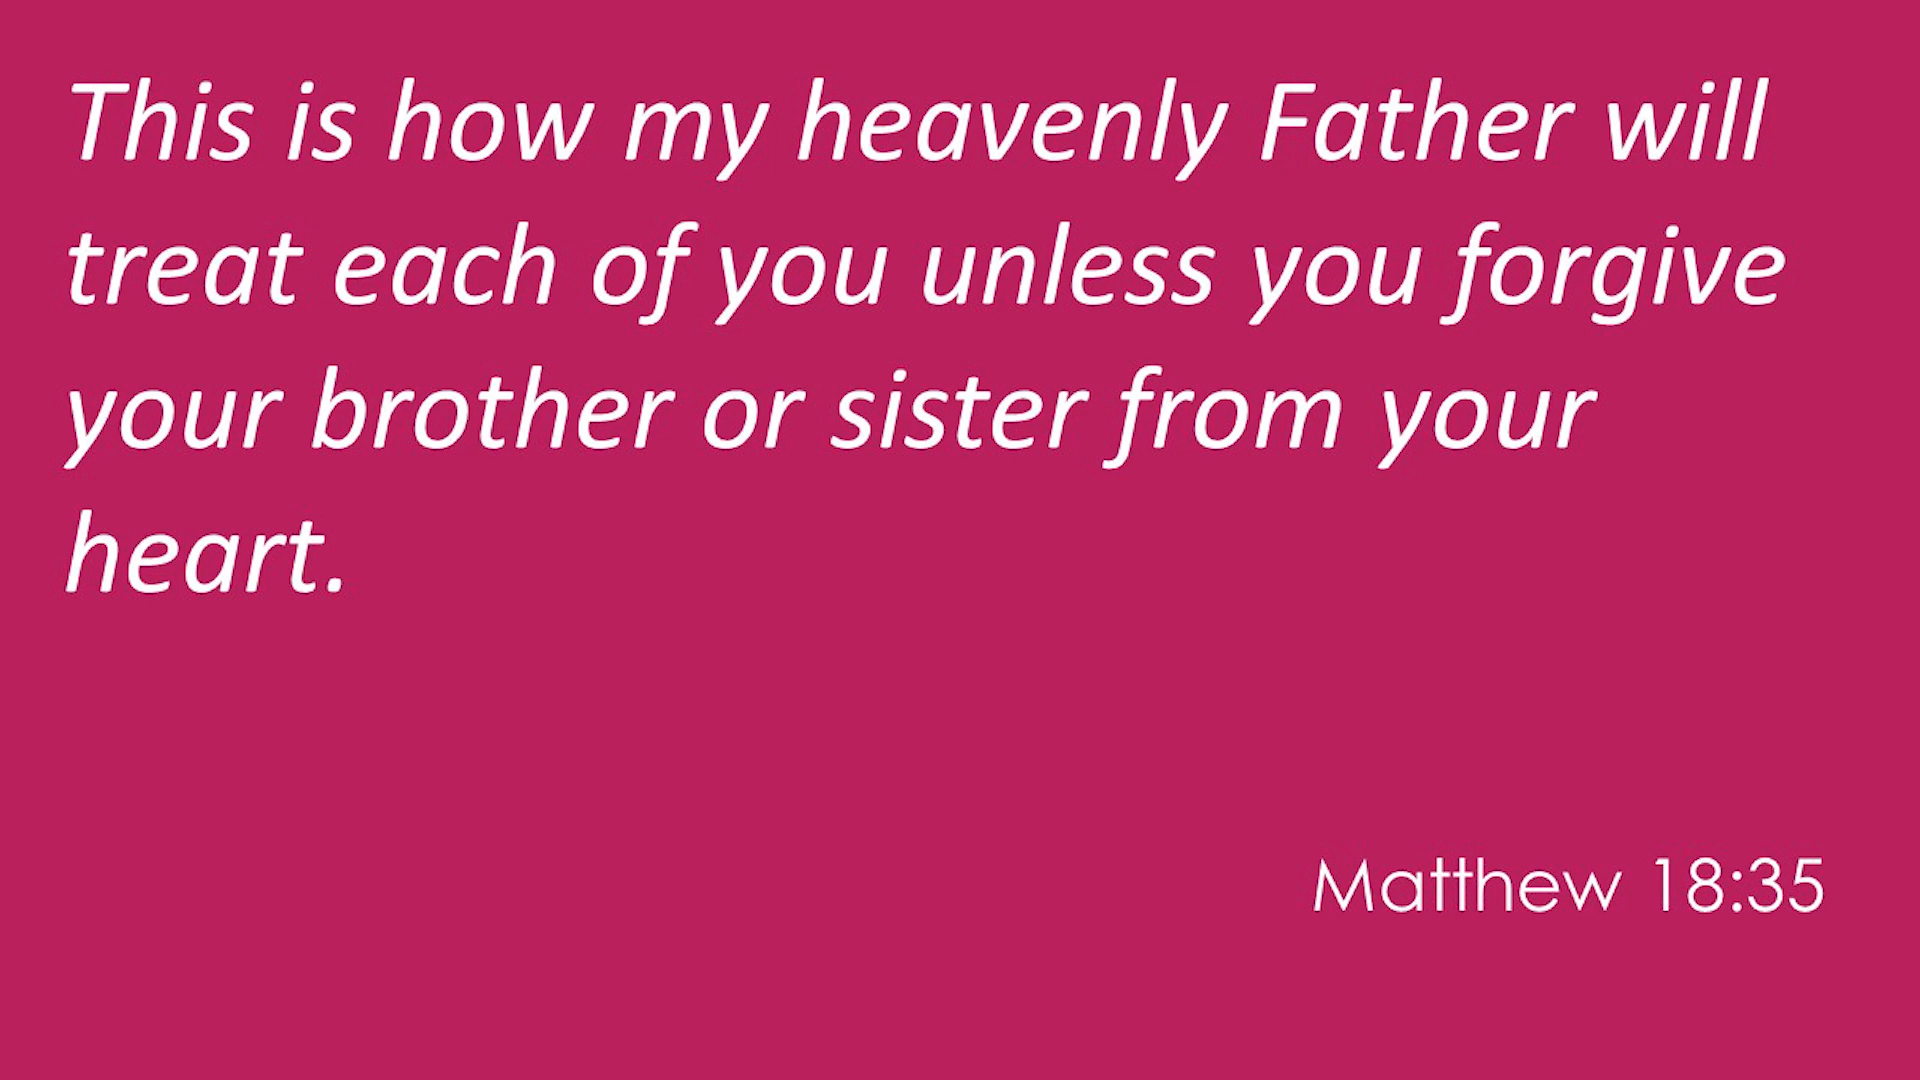 This is how my heavenly Father will
treat each of you unless you forgive
your brother or sister from your
heart.
Matthew 18:35